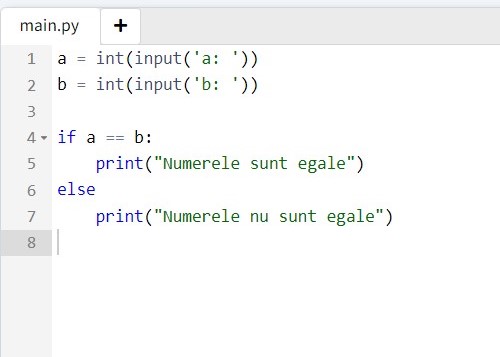 main.py +
1 a = int(input('a: '))
2 b = int(input('b: '))
3
4 if a == b:
5     print("Numerele sunt egale")
6 else
7     print("Numerele nu sunt egale")
8